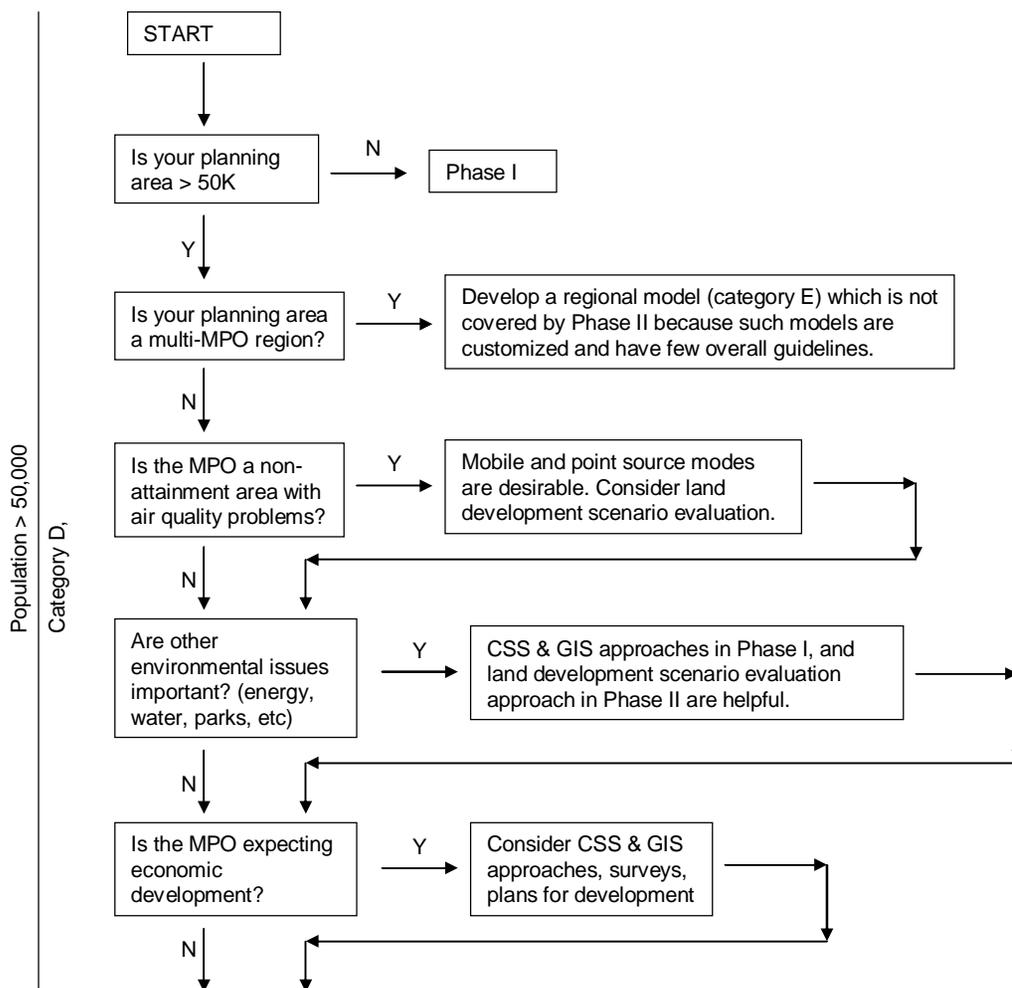 START
Is your planning
area > 50K
N
Phase I
Y
Is your planning area
a multi-MPO region?
Y
Develop a regional model (category E) which is not
covered by Phase II because such models are
customized and have few overall guidelines.
N
Is the MPO a non-
attainment area with
air quality problems?
Y
Mobile and point source modes
are desirable. Consider land
development scenario evaluation.
N
Population > 50,000
Category D,
Are other
environmental issues
important? (energy,
water, parks, etc)
Y
CSS & GIS approaches in Phase I, and
land development scenario evaluation
approach in Phase II are helpful.
N
Is the MPO expecting
economic
development?
Y
Consider CSS & GIS
approaches, surveys,
plans for development
N